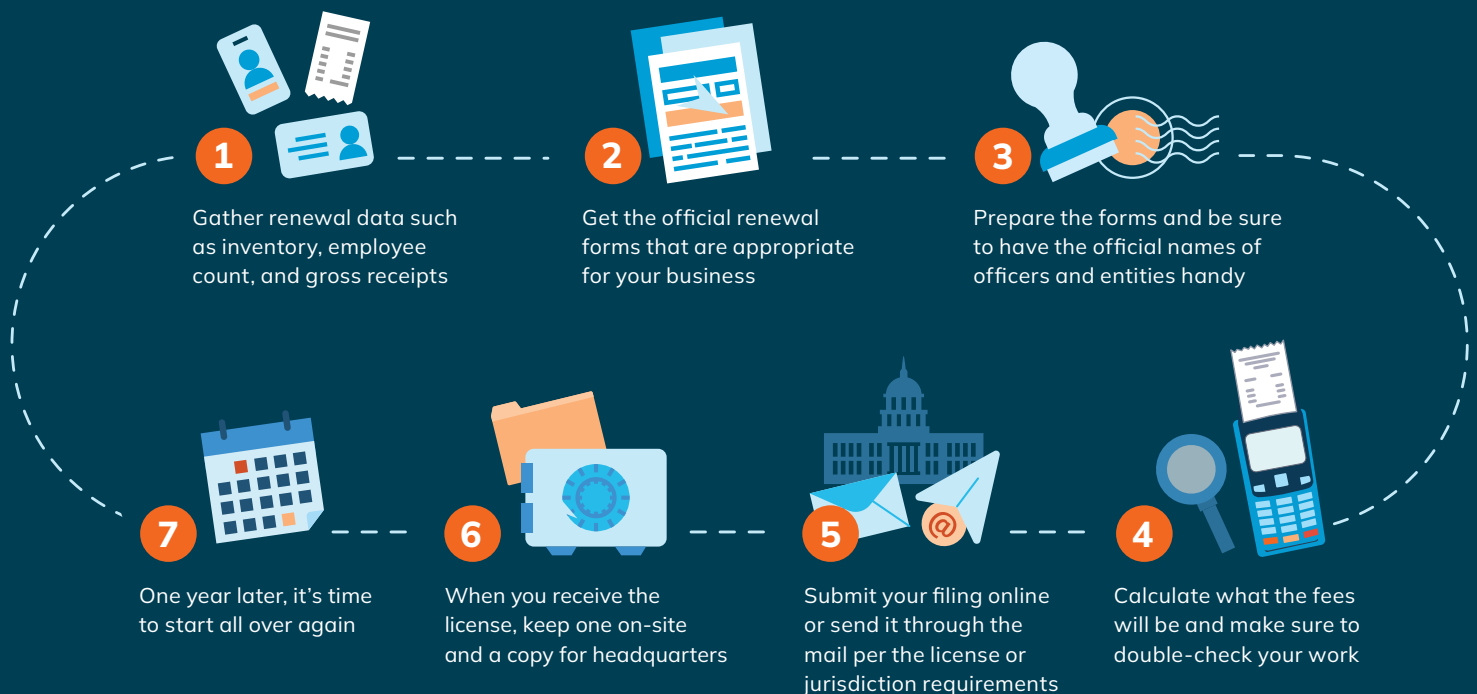 1
Gather renewal data such
as inventory, employee
count, and gross receipts
2
Get the official renewal
forms that are appropriate
for your business
3
Prepare the forms and be sure
to have the official names of
officers and entities handy
4
Calculate what the fees
will be and make sure to
double-check your work
5
Submit your filing online
or send it through the
mail per the license or
jurisdiction requirements
@
6
When you receive the
license, keep one on-site
and a copy for headquarters
7
One year later, it’s time
to start all over again